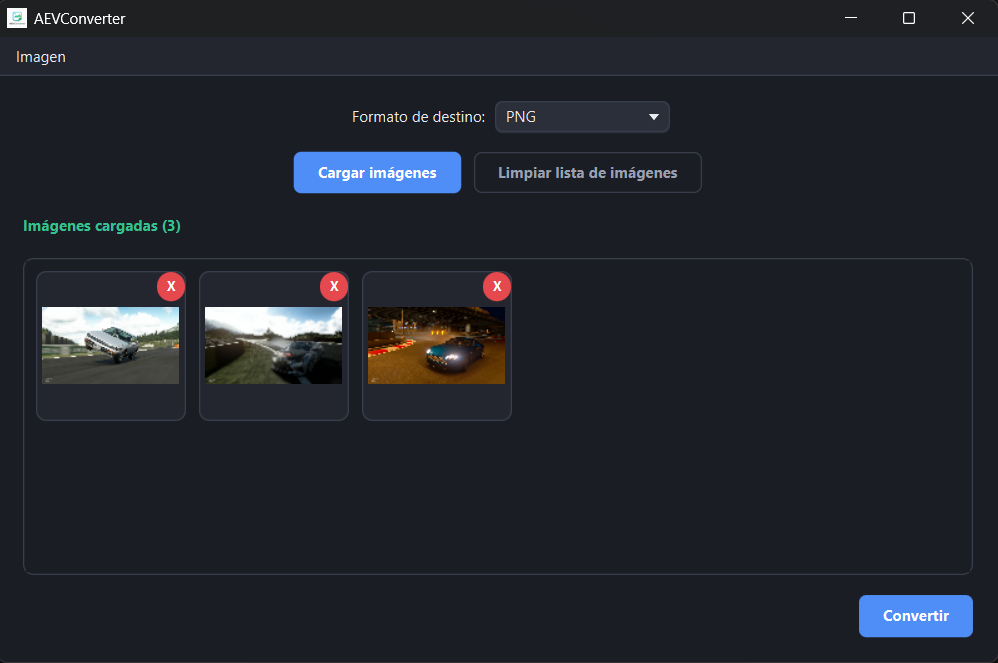 AEVConverter
Imagen
Formato de destino: PNG
Cargar imágenes Limpiar lista de imágenes
Imágenes cargadas (3)
X X X
Convertir